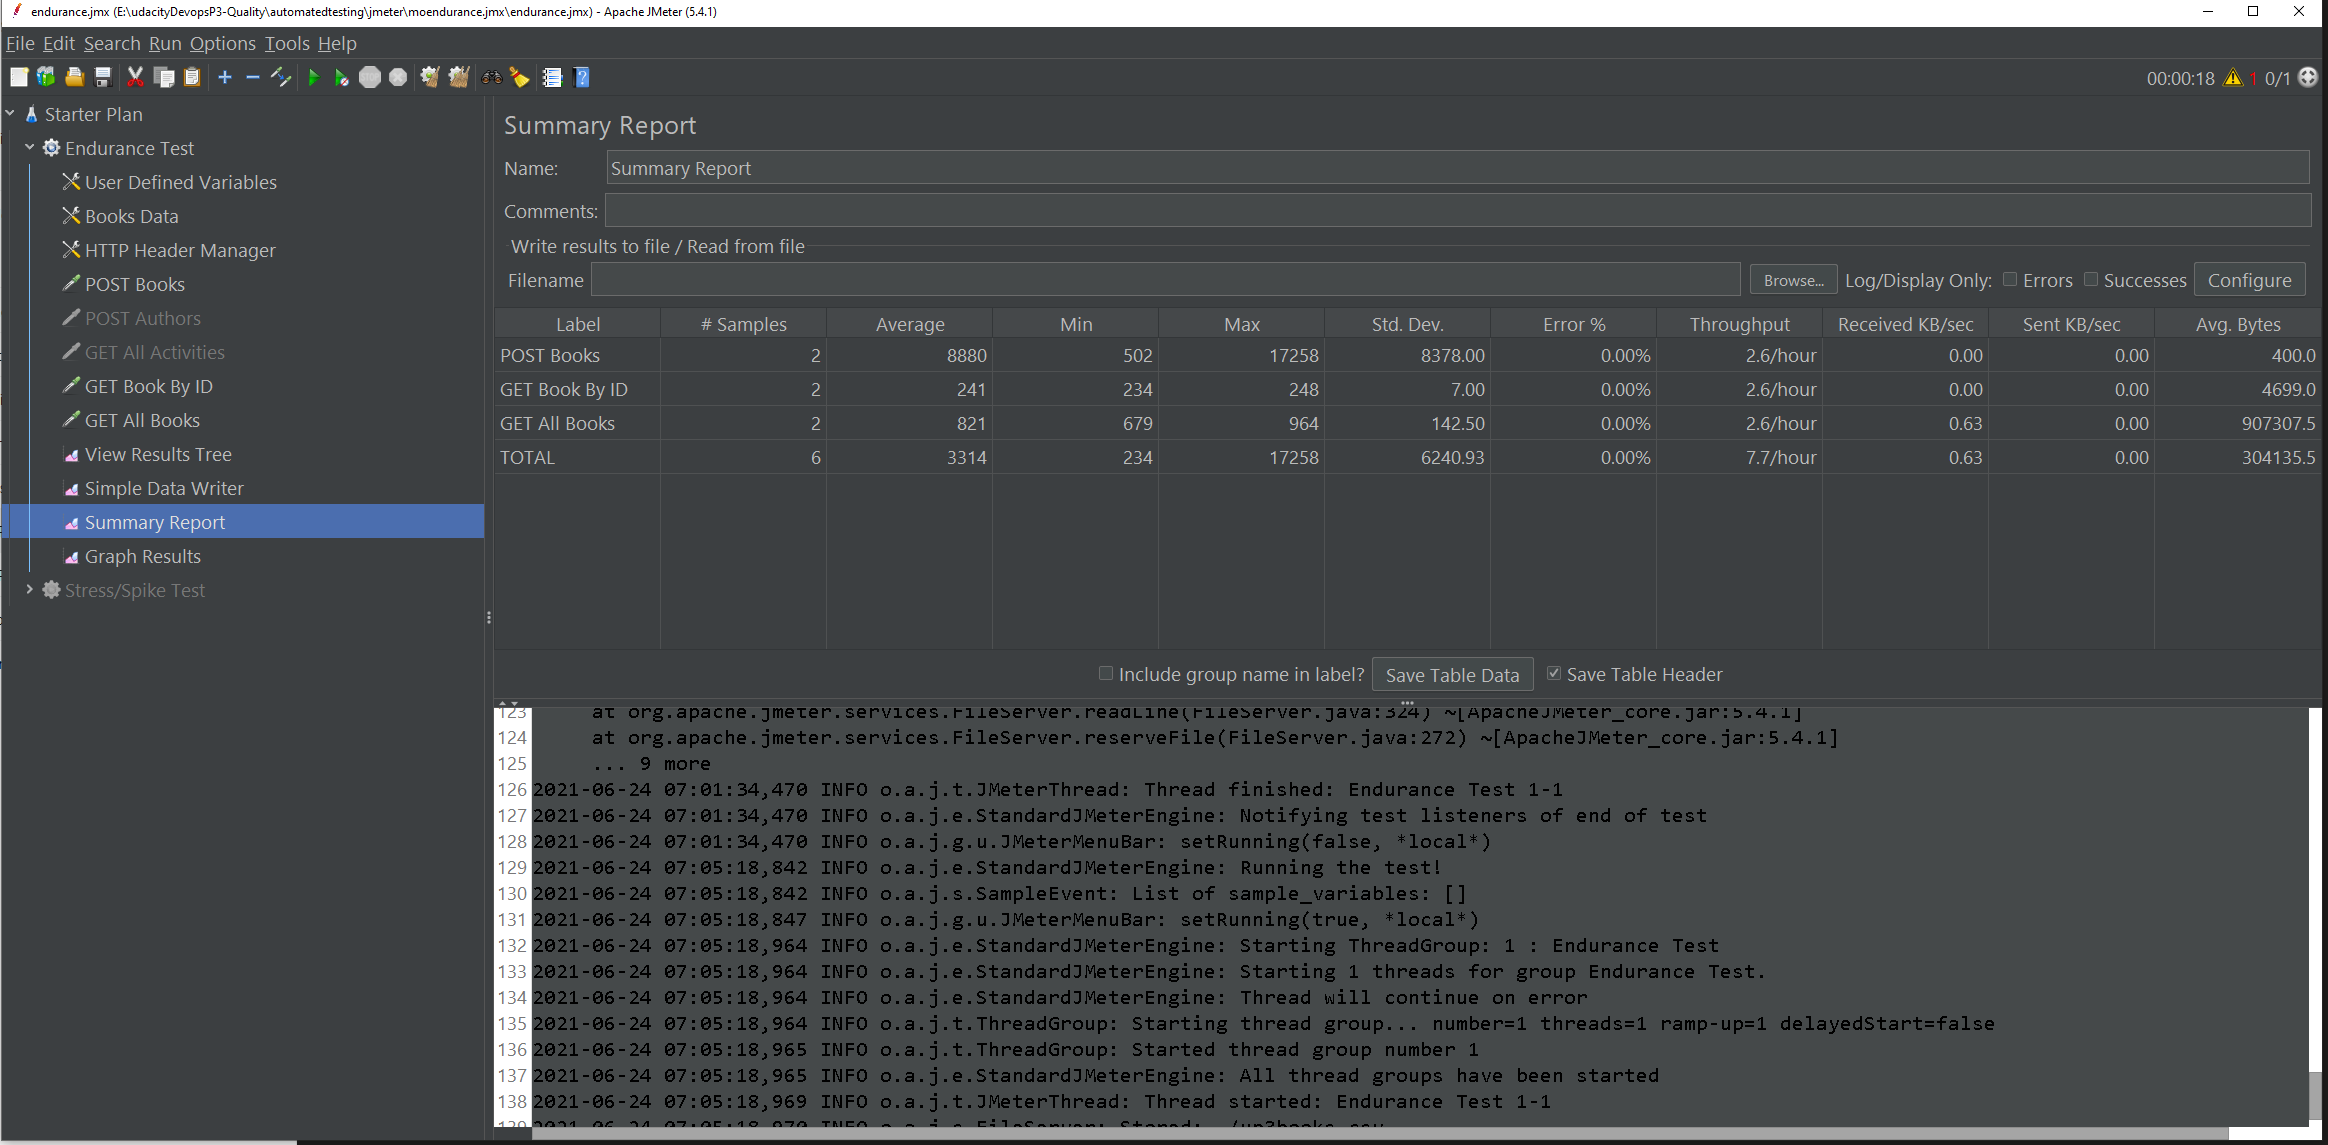 endurance.jmx (E:\udacityDevopsP3-Quality\automatedtesting\jmeter\moendurance.jmx\endurance.jmx) - Apache JMeter (5.4.1)
File Edit Search Run Options Tools Help
00:00:18 1 0/1
Starter Plan
Endurance Test
User Defined Variables
Books Data
HTTP Header Manager
POST Books
POST Authors
GET All Activities
GET Book By ID
GET All Books
View Results Tree
Simple Data Writer
Summary Report
Graph Results
Stress/Spike Test
Summary Report
Name: Summary Report
Comments:
Write results to file / Read from file
Filename Browse... Log/Display Only: Errors Successes Configure
Label # Samples Average Min Max Std. Dev. Error % Throughput Received KB/sec Sent KB/sec Avg. Bytes
POST Books 2 8880 502 17258 8378.00 0.00% 2.6/hour 0.00 0.00 400.0
GET Book By ID 2 241 234 248 7.00 0.00% 2.6/hour 0.00 0.00 4699.0
GET All Books 2 821 679 964 142.50 0.00% 2.6/hour 0.63 0.00 907307.5
TOTAL 6 3314 234 17258 6240.93 0.00% 7.7/hour 0.63 0.00 304135.5
Include group name in label? Save Table Data Save Table Header
123 at org.apache.jmeter.services.FileServer.readLine(FileServer.java:324) ~[ApacheJMeter_core.jar:5.4.1]
124 at org.apache.jmeter.services.FileServer.reserveFile(FileServer.java:272) ~[ApacheJMeter_core.jar:5.4.1]
125 ... 9 more
126 2021-06-24 07:01:34,470 INFO o.a.j.t.JMeterThread: Thread finished: Endurance Test 1-1
127 2021-06-24 07:01:34,470 INFO o.a.j.e.StandardJMeterEngine: Notifying test listeners of end of test
128 2021-06-24 07:01:34,470 INFO o.a.j.g.u.JMeterMenuBar: setRunning(false, *local*)
129 2021-06-24 07:05:18,842 INFO o.a.j.e.StandardJMeterEngine: Running the test!
130 2021-06-24 07:05:18,842 INFO o.a.j.s.SampleEvent: List of sample_variables: []
131 2021-06-24 07:05:18,847 INFO o.a.j.g.u.JMeterMenuBar: setRunning(true, *local*)
132 2021-06-24 07:05:18,964 INFO o.a.j.e.StandardJMeterEngine: Starting ThreadGroup: 1 : Endurance Test
133 2021-06-24 07:05:18,964 INFO o.a.j.e.StandardJMeterEngine: Starting 1 threads for group Endurance Test.
134 2021-06-24 07:05:18,964 INFO o.a.j.e.StandardJMeterEngine: Thread will continue on error
135 2021-06-24 07:05:18,964 INFO o.a.j.t.ThreadGroup: Starting thread group... number=1 threads=1 ramp-up=1 delayedStart=false
136 2021-06-24 07:05:18,965 INFO o.a.j.t.ThreadGroup: Started thread group number 1
137 2021-06-24 07:05:18,965 INFO o.a.j.e.StandardJMeterEngine: All thread groups have been started
138 2021-06-24 07:05:18,969 INFO o.a.j.t.JMeterThread: Thread started: Endurance Test 1-1
139 2021-06-24 07:05:18,970 INFO o.a.j.s.FileServer: Stored: